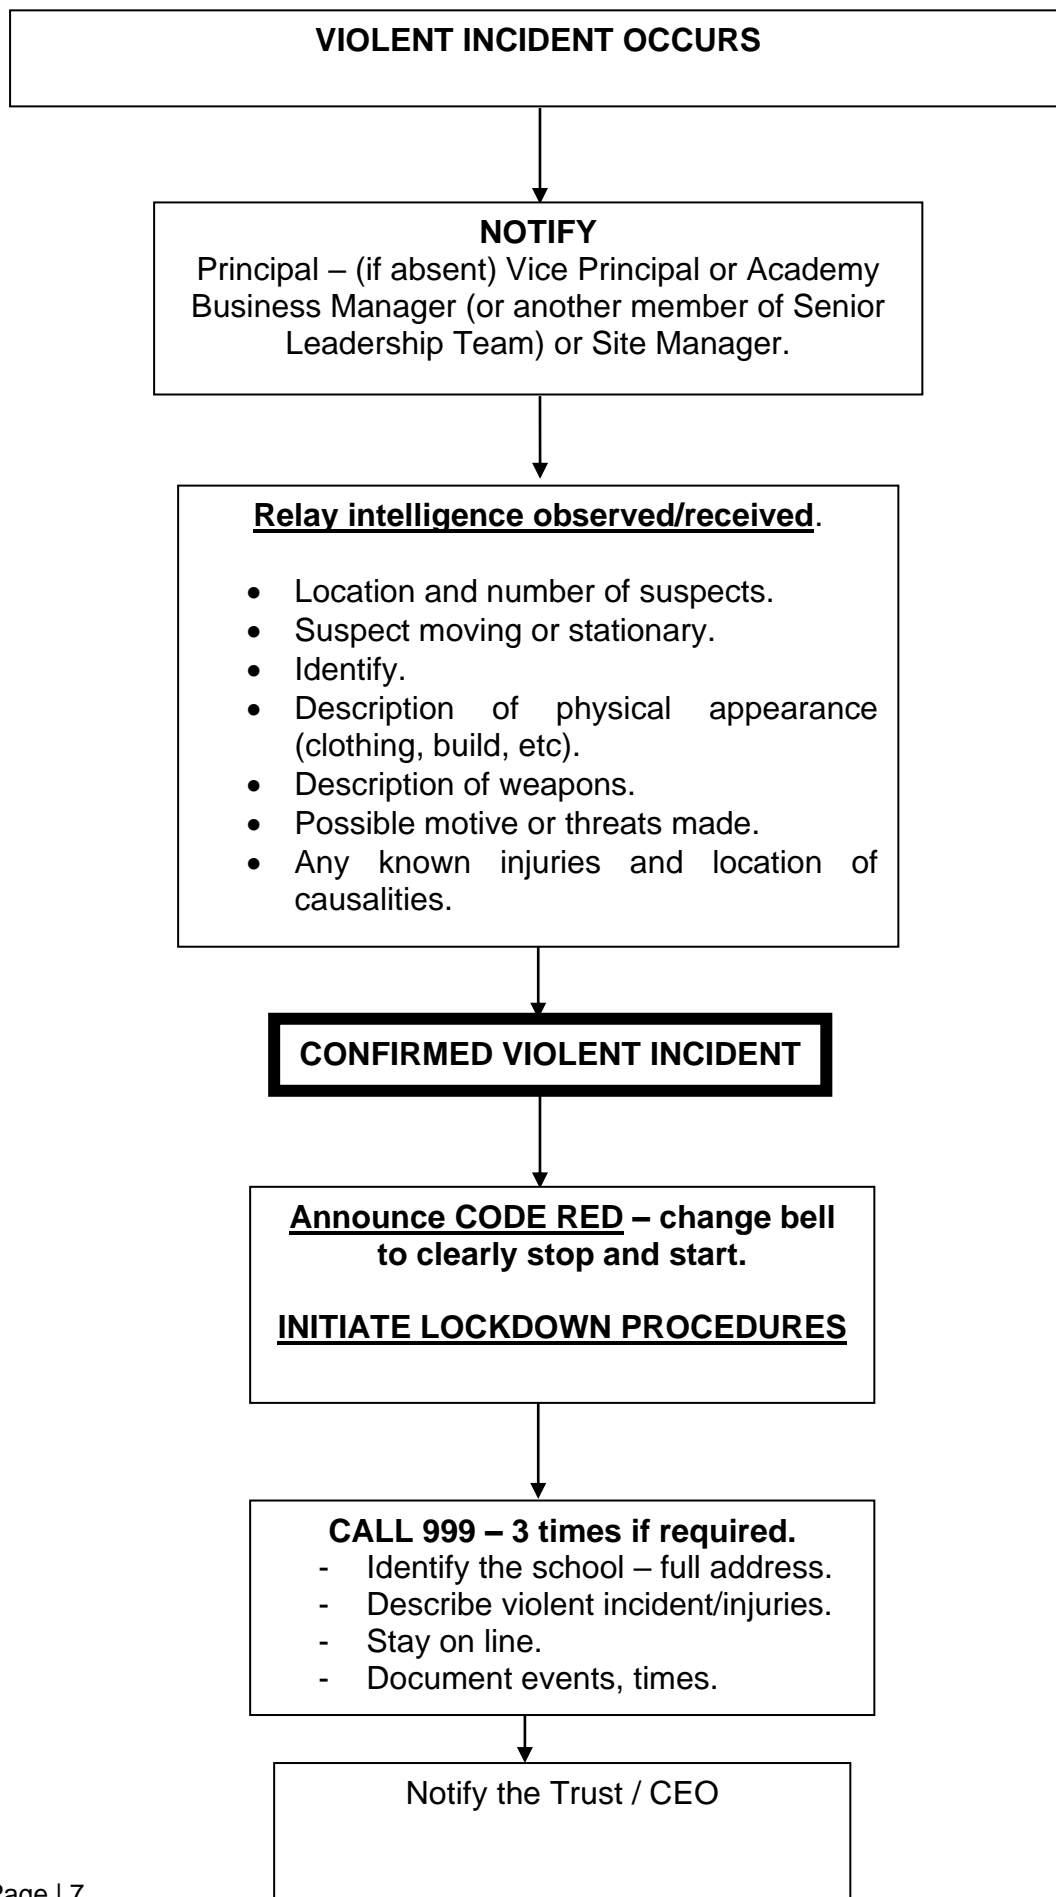 VIOLENT INCIDENT OCCURS
NOTIFY
Principal – (if absent) Vice Principal or Academy
Business Manager (or another member of Senior
Leadership Team) or Site Manager.
Relay intelligence observed/received.
• Location and number of suspects.
• Suspect moving or stationary.
• Identify.
• Description of physical appearance
(clothing, build, etc).
• Description of weapons.
• Possible motive or threats made.
• Any known injuries and location of
causalities.
CONFIRMED VIOLENT INCIDENT
Announce CODE RED – change bell
to clearly stop and start.
INITIATE LOCKDOWN PROCEDURES
CALL 999 – 3 times if required.
- Identify the school – full address.
- Describe violent incident/injuries.
- Stay on line.
- Document events, times.
Notify the Trust / CEO
Page | 7